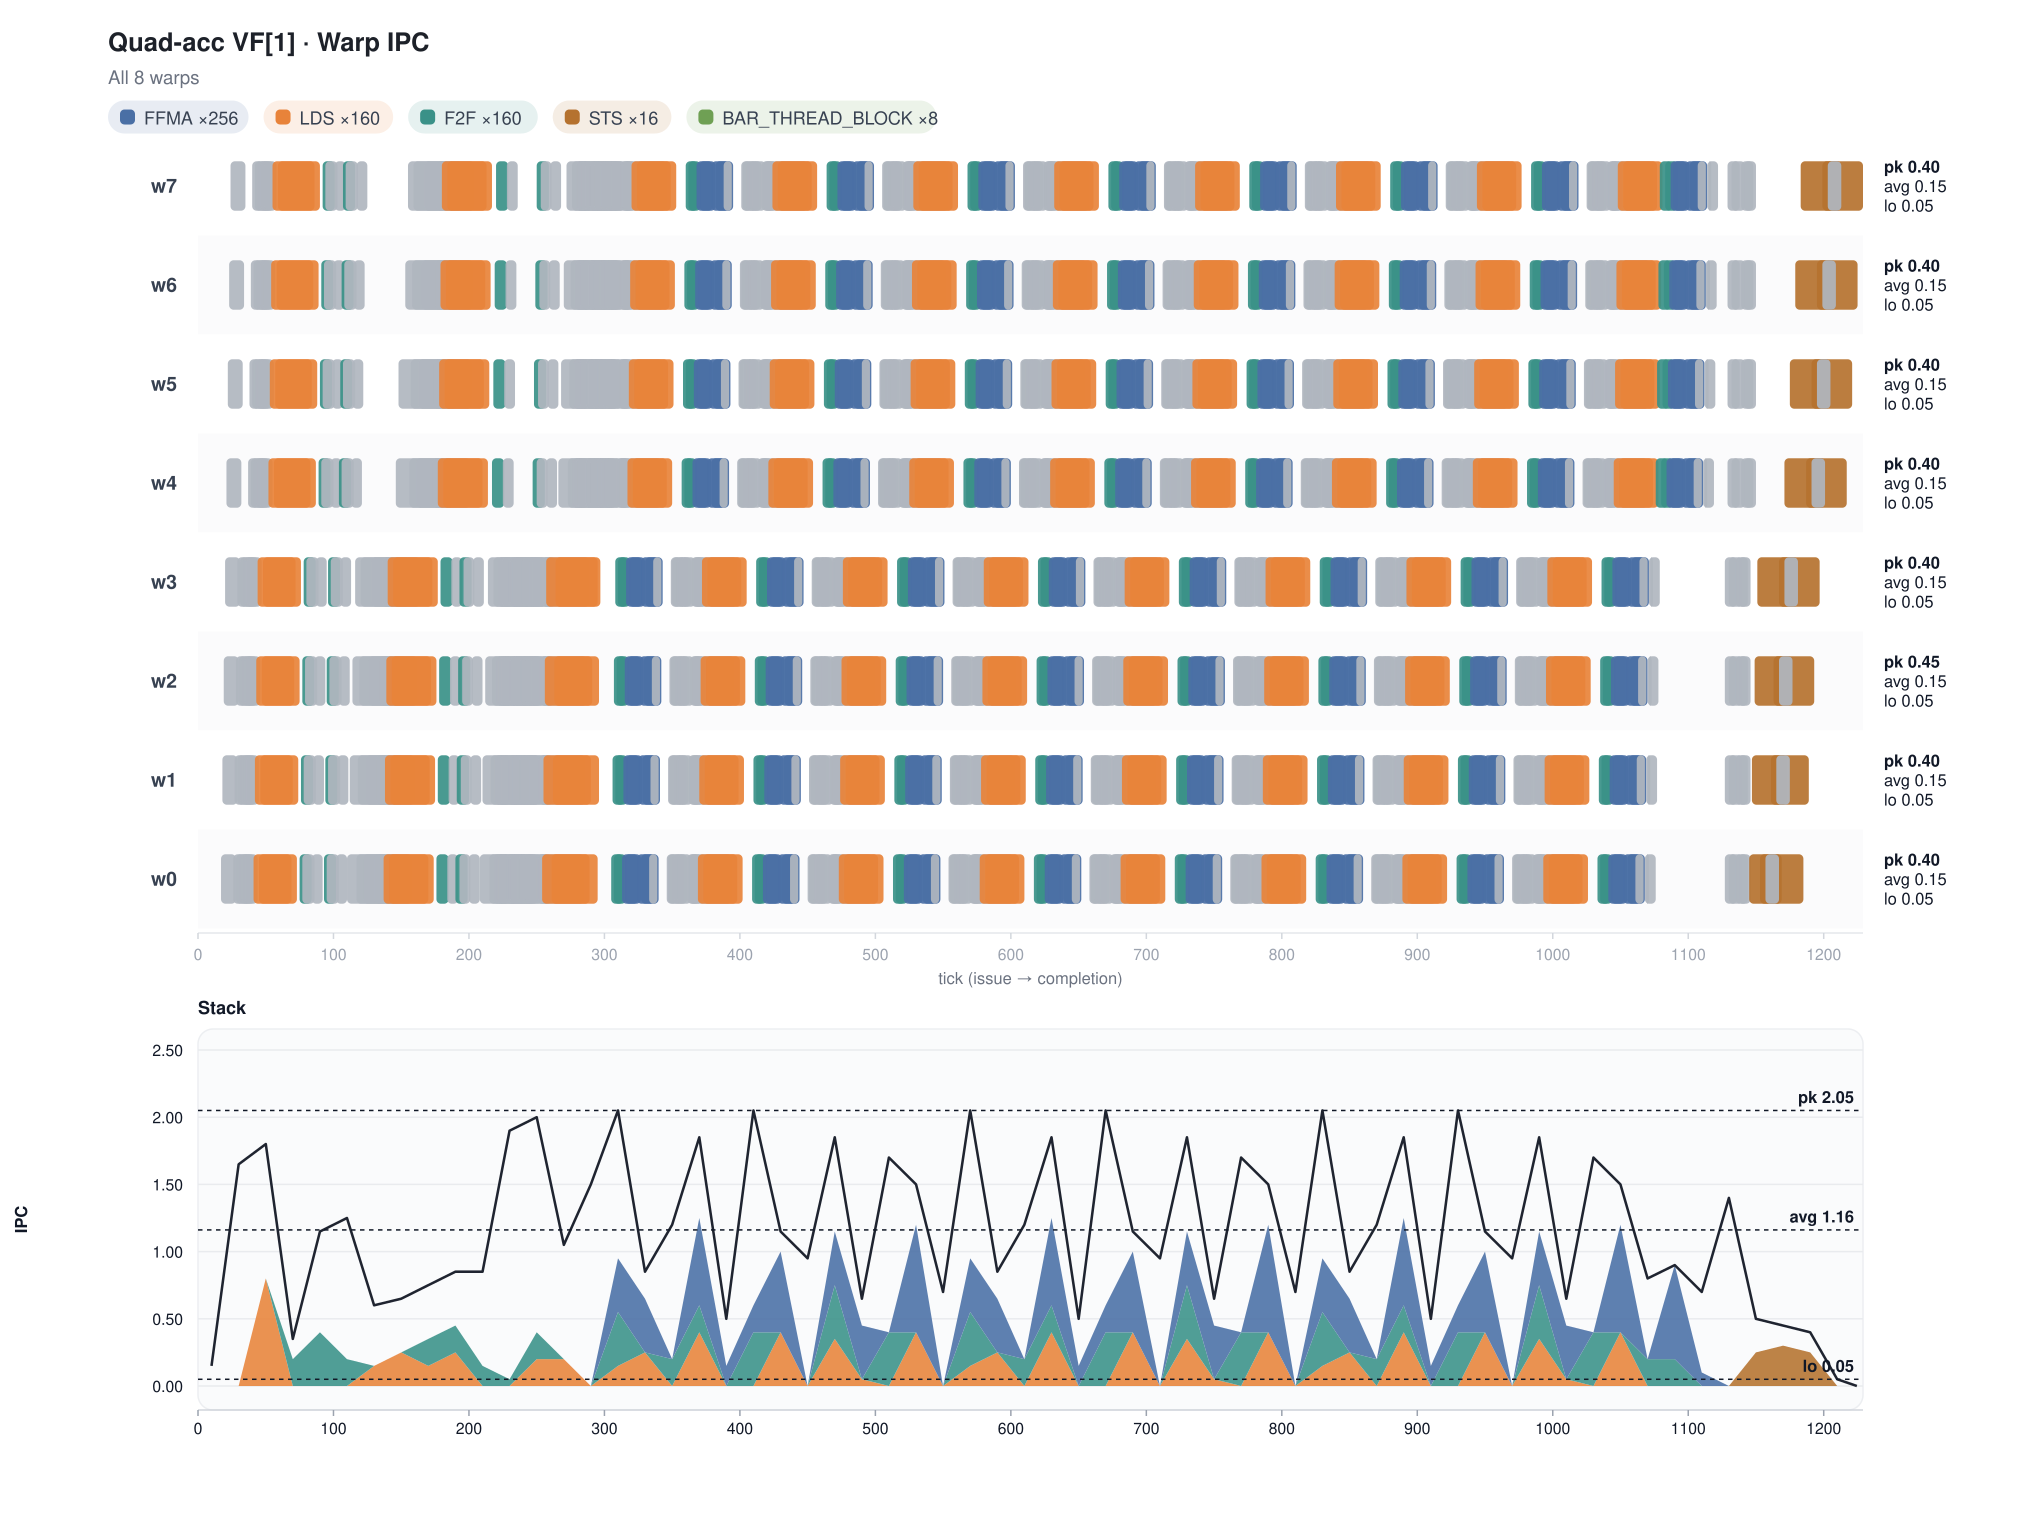 Quad-acc VF[1] · Warp IPC
All 8 warps
FFMA ×256 LDS ×160 F2F ×160 STS ×16 BAR_THREAD_BLOCK ×8
w7
pk 0.40
avg 0.15
lo 0.05
w6
pk 0.40
avg 0.15
lo 0.05
w5
pk 0.40
avg 0.15
lo 0.05
w4
pk 0.40
avg 0.15
lo 0.05
w3
pk 0.40
avg 0.15
lo 0.05
w2
pk 0.45
avg 0.15
lo 0.05
w1
pk 0.40
avg 0.15
lo 0.05
w0
pk 0.40
avg 0.15
lo 0.05
0 100 200 300 400 500 600 700 800 900 1000 1100 1200
tick (issue → completion)
Stack
2.50
pk 2.05
2.00
1.50
avg 1.16
1.00
0.50
lo 0.05
0.00
IPC
0 100 200 300 400 500 600 700 800 900 1000 1100 1200